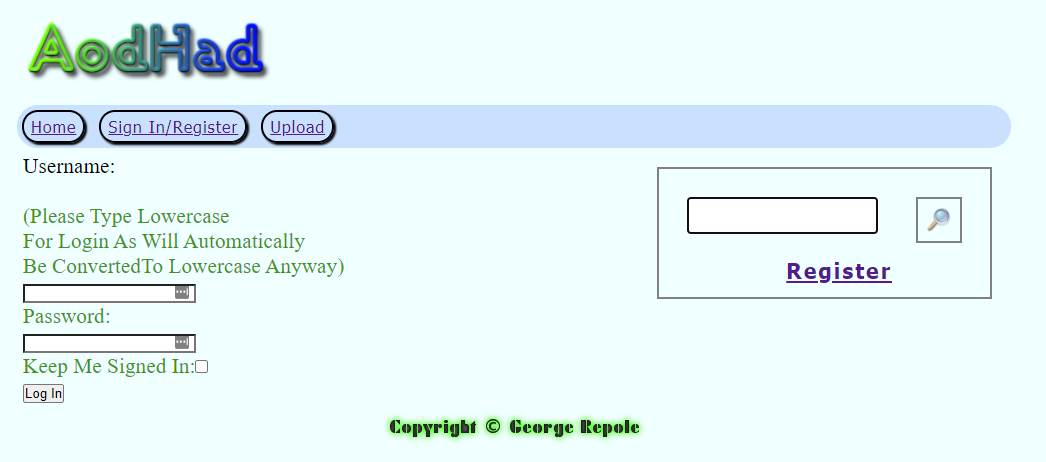 AodHad
Home Sign In/Register Upload
Username:
(Please Type Lowercase
For Login As Will Automatically
Be ConvertedTo Lowercase Anyway)
Password:
Keep Me Signed In:
Log In
Register
Copyright © George Repole